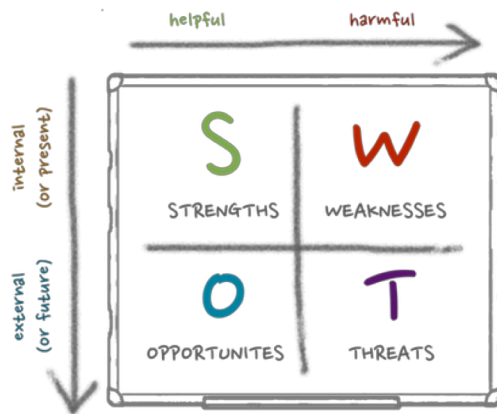 helpful harmful
internal
(or present)
S W
STRENGTHS WEAKNESSES
external
(or future)
O T
OPPORTUNITES THREATS